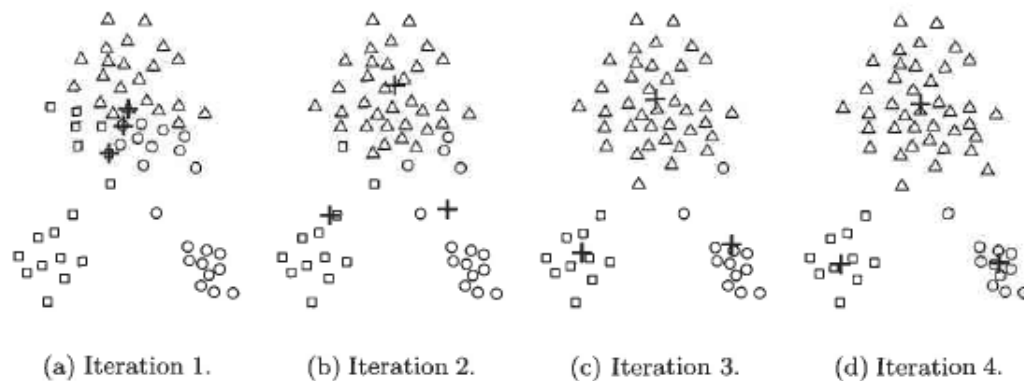 (a) Iteration 1.
(b) Iteration 2.
(c) Iteration 3.
(d) Iteration 4.